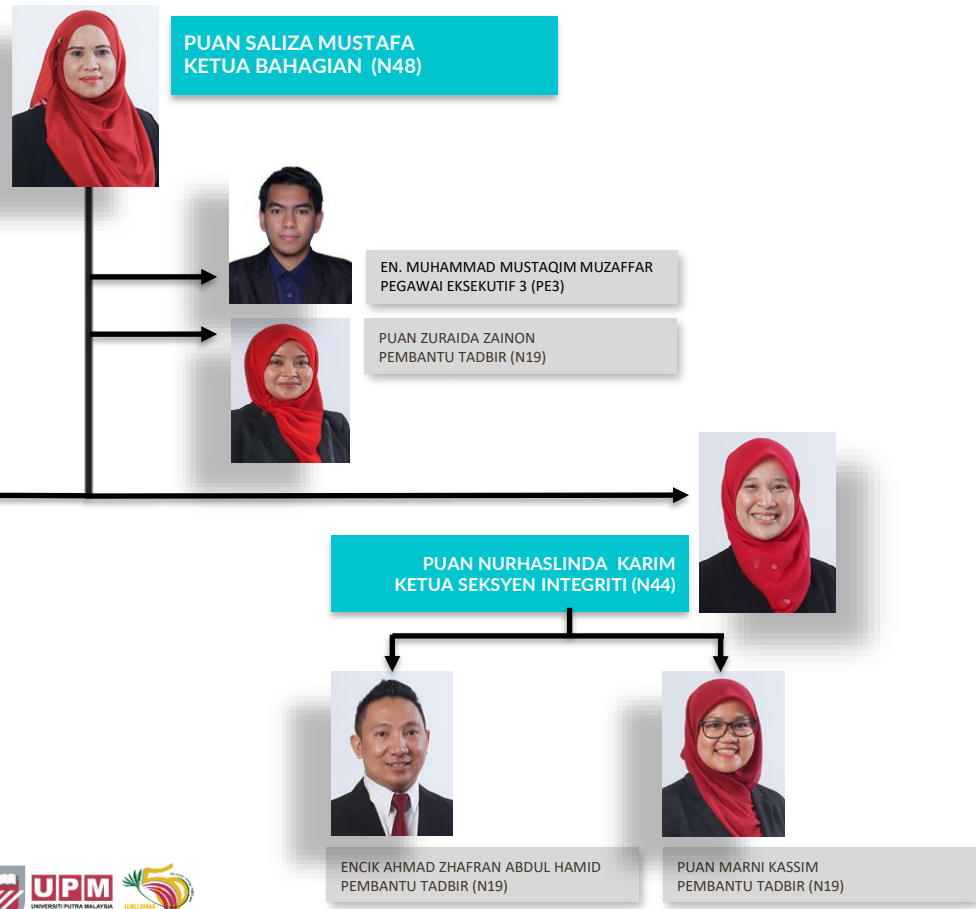 PUAN SALIZA MUSTAFA
KETUA BAHAGIAN (N48)
EN. MUHAMMAD MUSTAQIM MUZAFFAR
PEGAWAI EKSEKUTIF 3 (PE3)
PUAN ZURAIDA ZAINON
PEMBANTU TADBIR (N19)
PUAN NURHASLINDA KARIM
KETUA SEKSYEN INTEGRITI (N44)
ENCIK AHMAD ZHAFRAN ABDUL HAMID
PEMBANTU TADBIR (N19)
PUAN MARNI KASSIM
PEMBANTU TADBIR (N19)
UPM
UNIVERSITI PUTRA MALAYSIA
JUBLI EMAS